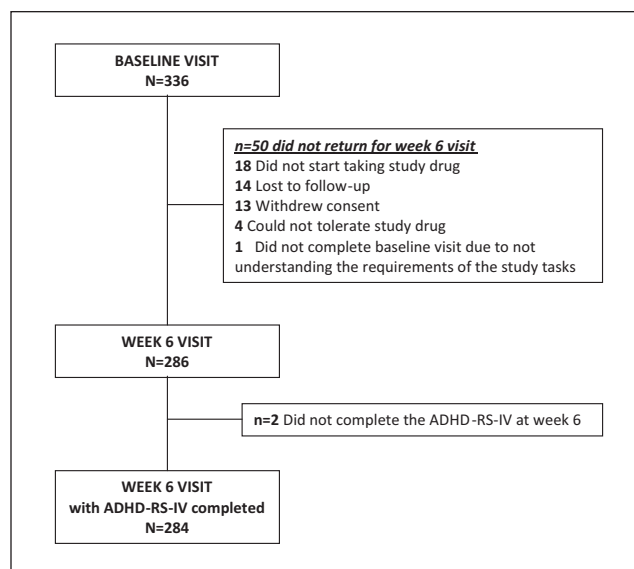 BASELINE VISIT
N=336
n=50 did not return for week 6 visit
18 Did not start taking study drug
14 Lost to follow-up
13 Withdrew consent
4 Could not tolerate study drug
1 Did not complete baseline visit due to not
understanding the requirements of the study tasks
WEEK 6 VISIT
N=286
n=2 Did not complete the ADHD-RS-IV at week 6
WEEK 6 VISIT
with ADHD-RS-IV completed
N=284